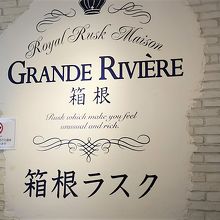 Royal Rusk Maison
GRANDE RIVIÈRE
箱根
Rusk which make you feel
unusual and rich.
箱根ラスク